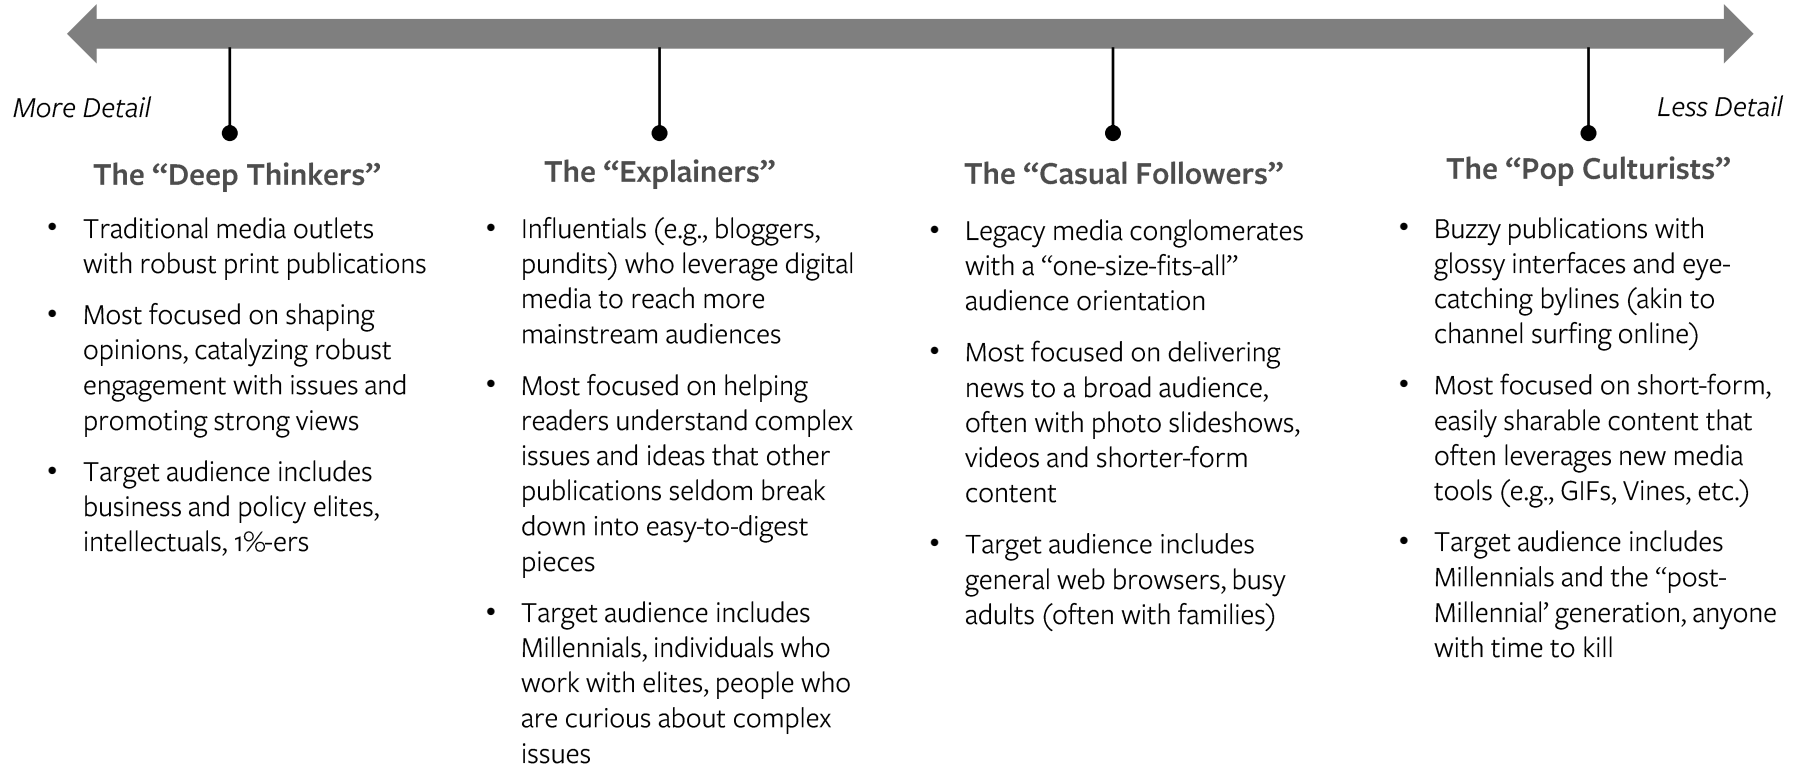 More Detail
Less Detail
The “Deep Thinkers”
• Traditional media outlets
with robust print publications
• Most focused on shaping
opinions, catalyzing robust
engagement with issues and
promoting strong views
• Target audience includes
business and policy elites,
intellectuals, 1%-ers
The “Explainers”
• Influentials (e.g., bloggers,
pundits) who leverage digital
media to reach more
mainstream audiences
• Most focused on helping
readers understand complex
issues and ideas that other
publications seldom break
down into easy-to-digest
pieces
• Target audience includes
Millennials, individuals who
work with elites, people who
are curious about complex
issues
The “Casual Followers”
• Legacy media conglomerates
with a “one-size-fits-all”
audience orientation
• Most focused on delivering
news to a broad audience,
often with photo slideshows,
videos and shorter-form
content
• Target audience includes
general web browsers, busy
adults (often with families)
The “Pop Culturists”
• Buzzy publications with
glossy interfaces and eye-
catching bylines (akin to
channel surfing online)
• Most focused on short-form,
easily sharable content that
often leverages new media
tools (e.g., GIFs, Vines, etc.)
• Target audience includes
Millennials and the “post-
Millennial’ generation, anyone
with time to kill